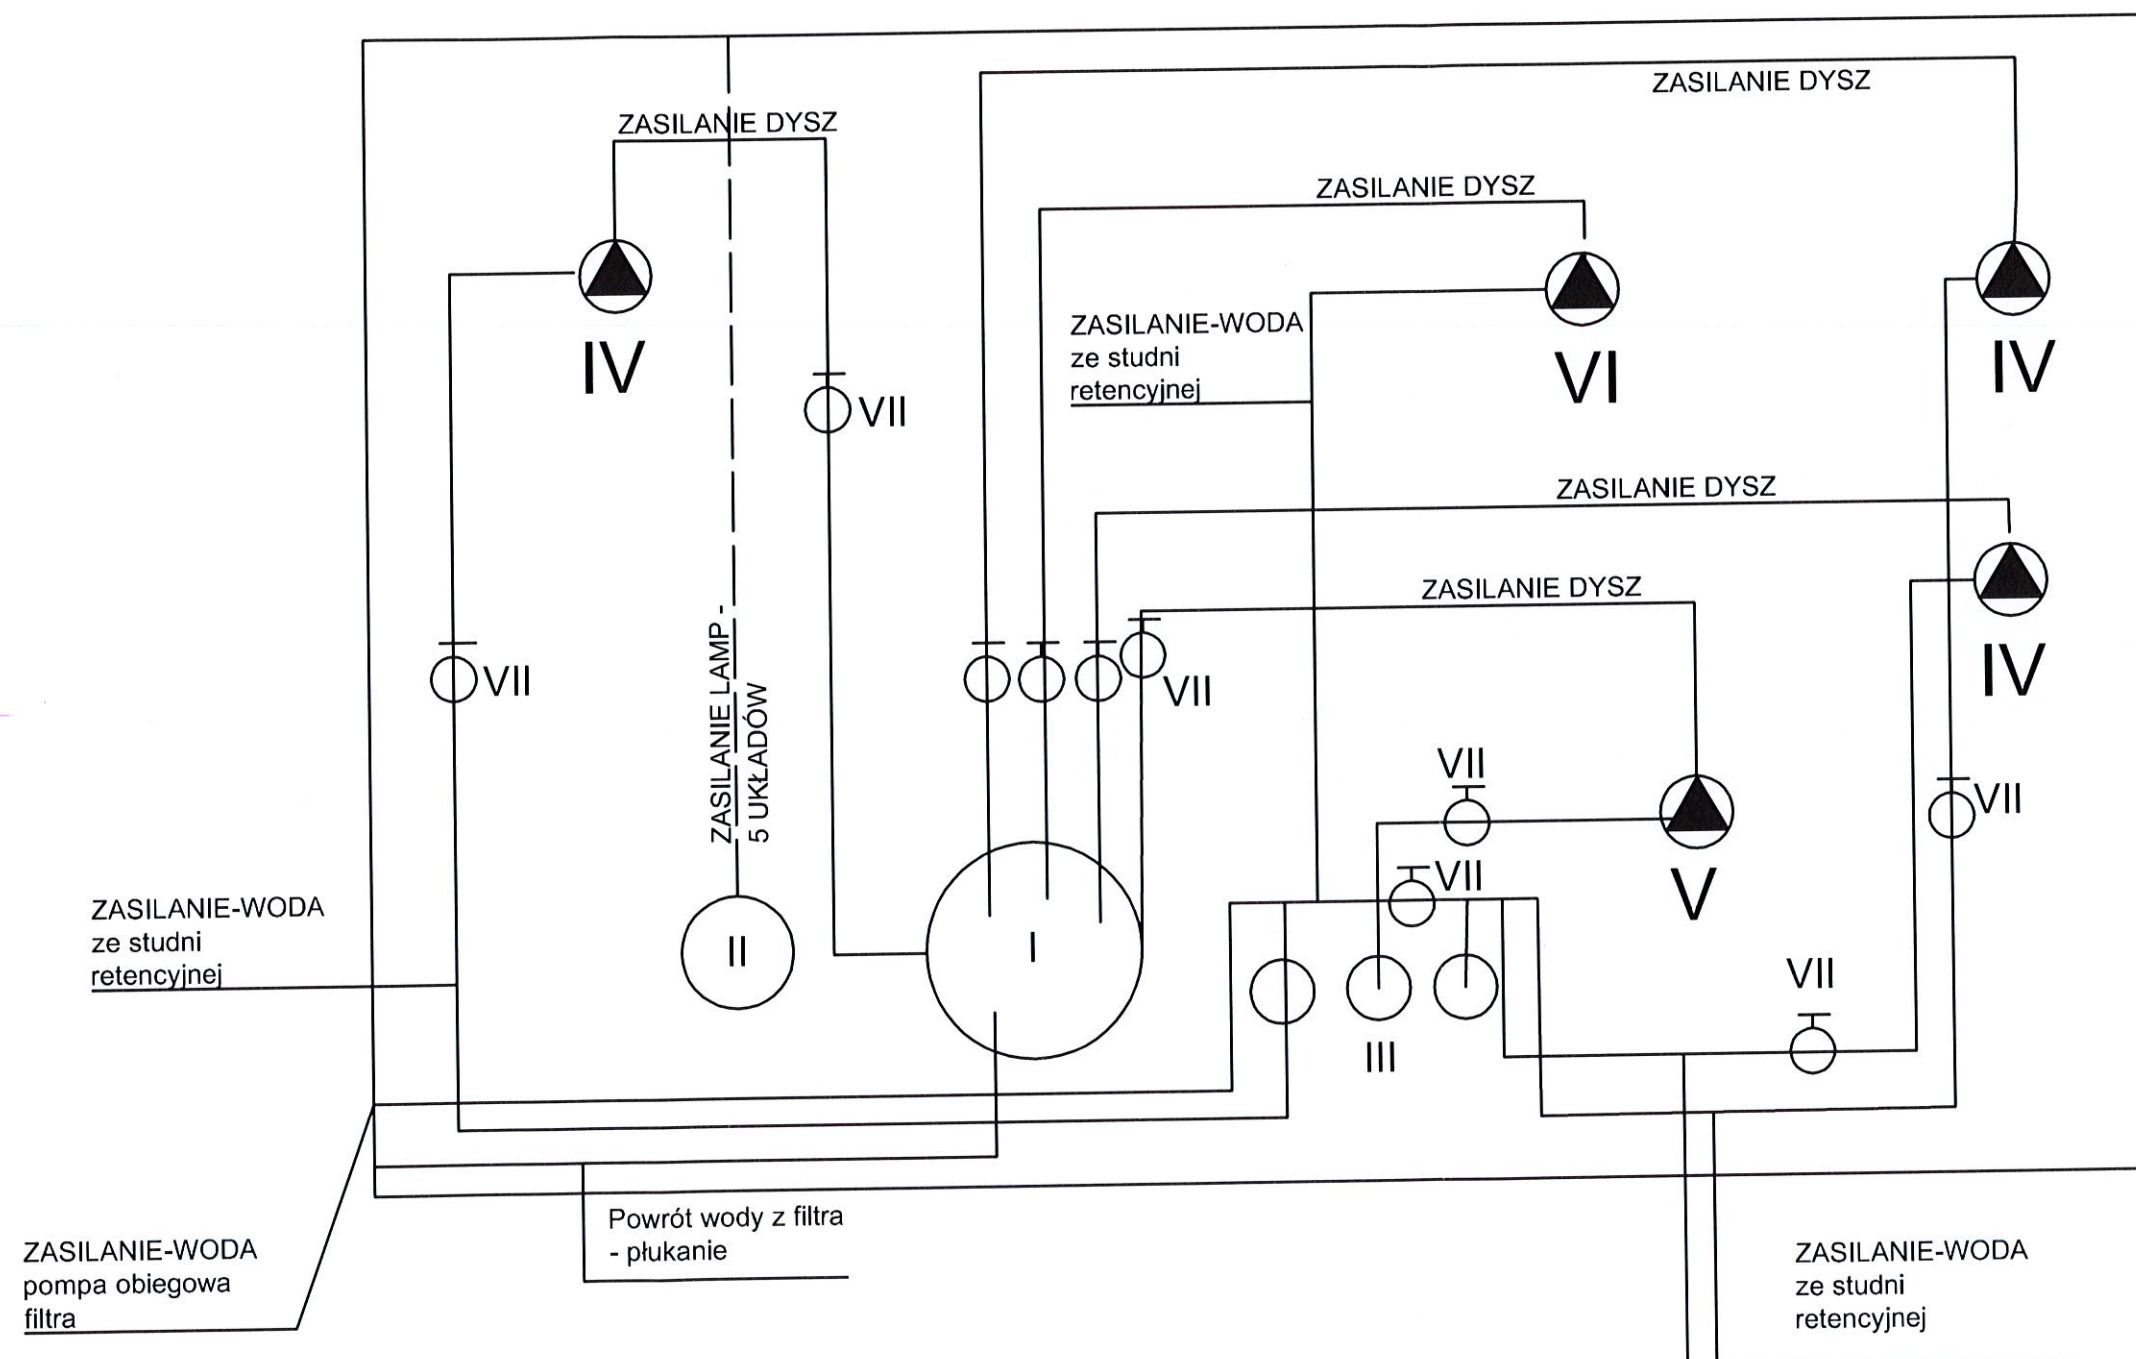 ZASILANIE DYSZ
ZASILANIE DYSZ
ZASILANIE DYSZ
IV
ZASILANIE-WODA
ze studni
retencyjnej
VI
IV
VII
ZASILANIE DYSZ
ZASILANIE DYSZ
ZASILANIE LAMP -
5 UKŁADÓW
VII
VII
IV
VII
VII
VII
V
ZASILANIE-WODA
ze studni
retencyjnej
II
I
III
VII
Powrót wody z filtra
- płukanie
ZASILANIE-WODA
pompa obiegowa
filtra
ZASILANIE-WODA
ze studni
retencyjnej